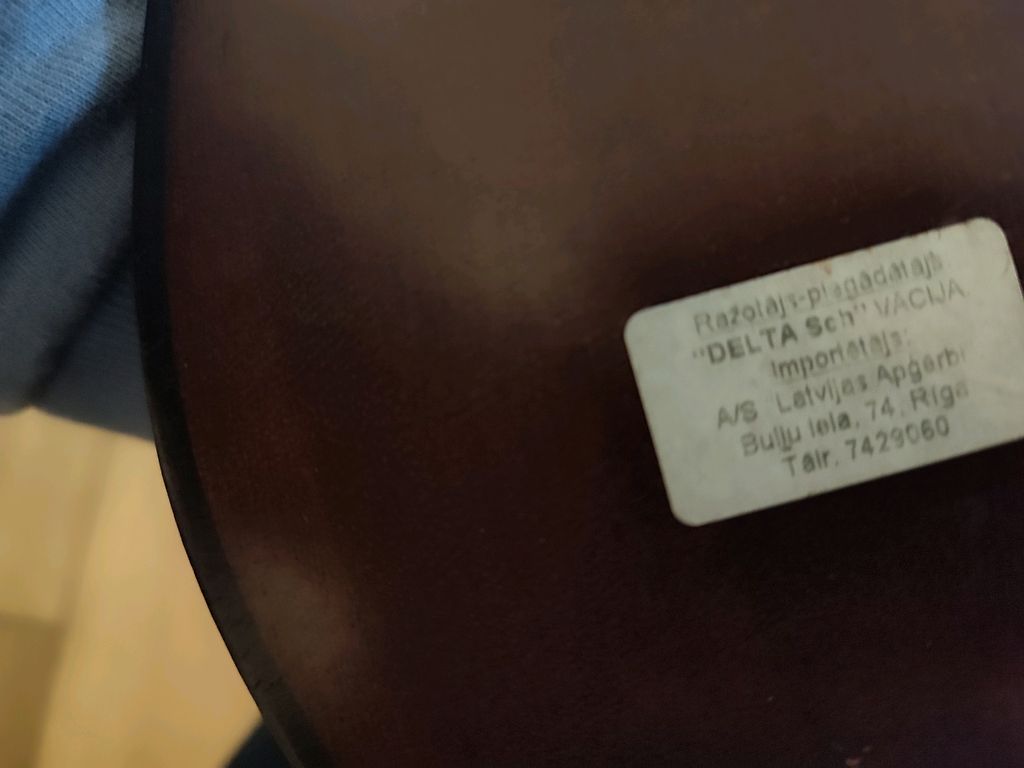 Ražotājs-piegādātājs
"DELTA Sch" VĀCIJA
Importētājs:
A/S Latvijas Apģērbi
Buļļu iela, 74, Rīga
Tālr. 7429060